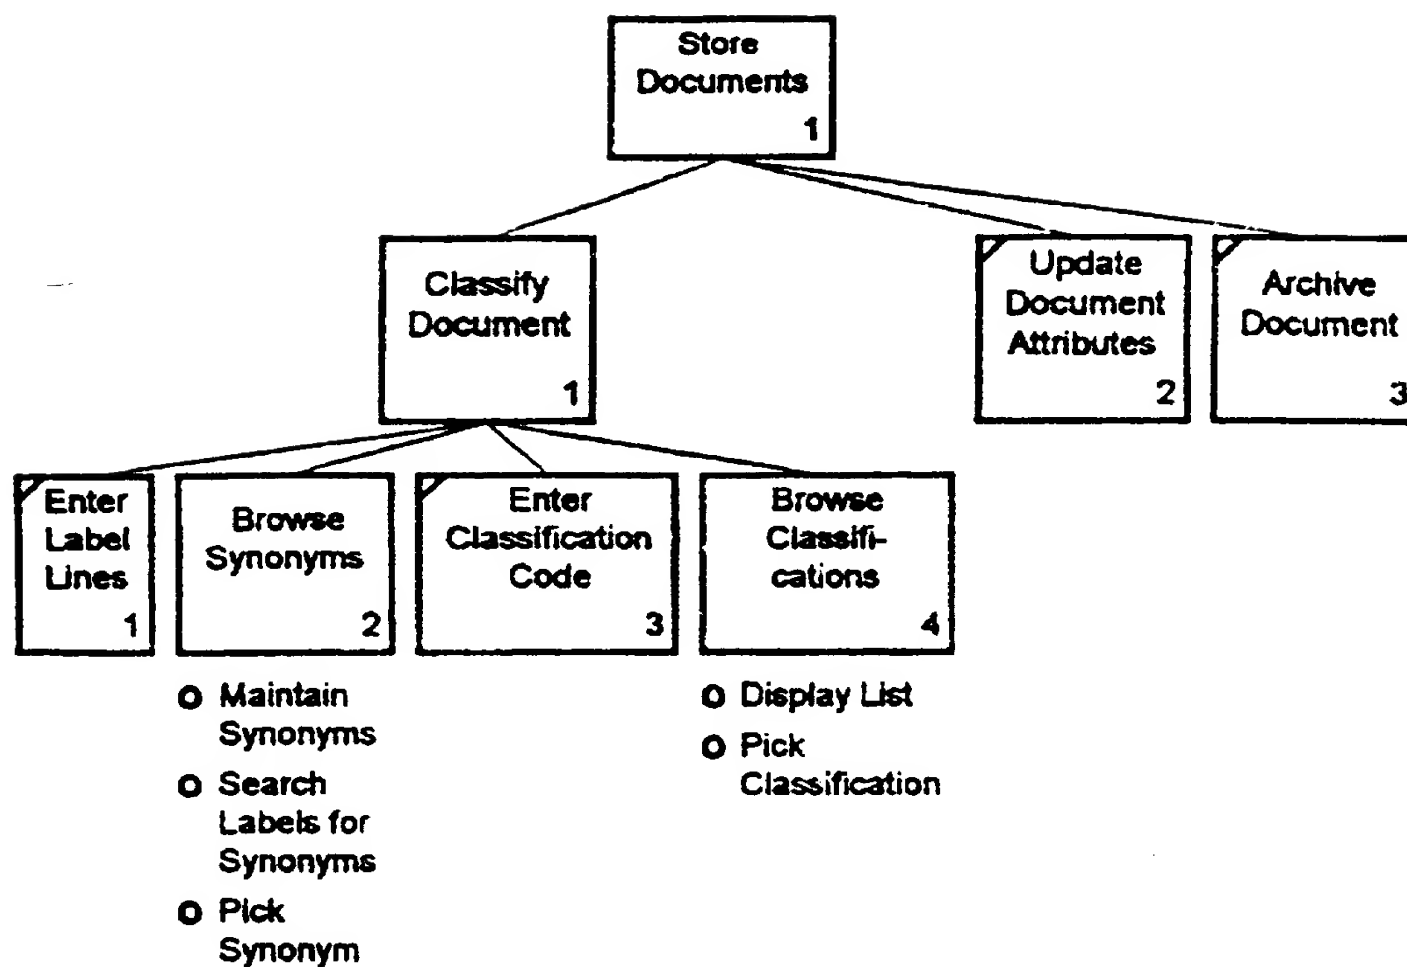 Store
Documents
1
Classify
Document
1
Update
Document
Attributes
2
Archive
Document
3
Enter
Label
Lines
1
Browse
Synonyms
2
Enter
Classification
Code
3
Browse
Classifi-
cations
4
Maintain
Synonyms
Search
Labels for
Synonyms
Pick
Synonym
Display List
Pick
Classification